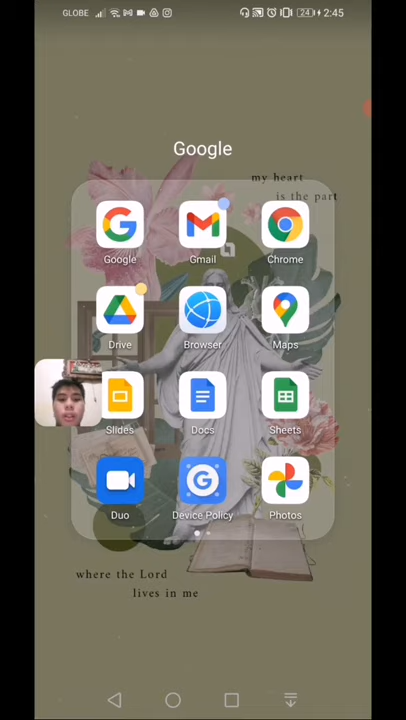 GLOBE 24 2:45
Google
my heart
is the part
Google Gmail Chrome
Drive Browser Maps
Slides Docs Sheets
Duo Device Policy Photos
where the Lord
lives in me